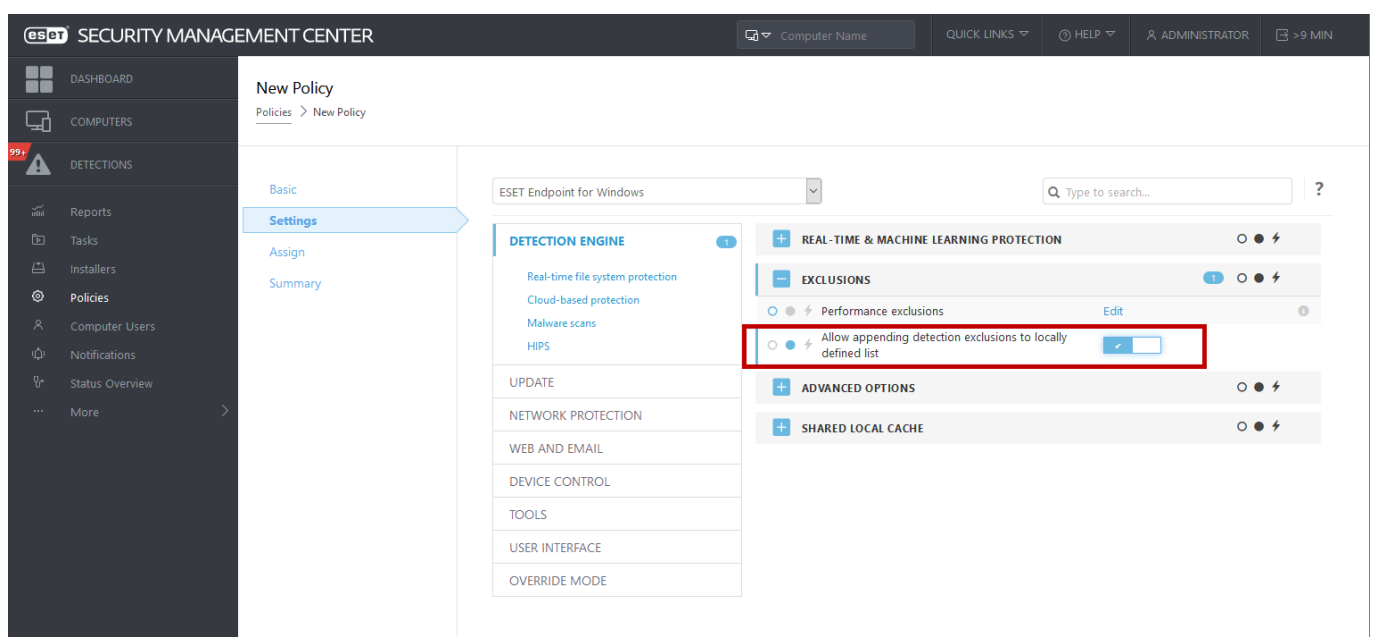 eset SECURITY MANAGEMENT CENTER
Computer Name
QUICK LINKS
HELP
ADMINISTRATOR
>9 MIN
DASHBOARD
COMPUTERS
99+
DETECTIONS
Reports
Tasks
Installers
Policies
Computer Users
Notifications
Status Overview
More
New Policy
Policies > New Policy
Basic
Settings
Assign
Summary
ESET Endpoint for Windows
Type to search...
?
DETECTION ENGINE 1
Real-time file system protection
Cloud-based protection
Malware scans
HIPS
UPDATE
NETWORK PROTECTION
WEB AND EMAIL
DEVICE CONTROL
TOOLS
USER INTERFACE
OVERRIDE MODE
REAL-TIME & MACHINE LEARNING PROTECTION
EXCLUSIONS 1
Performance exclusions Edit
Allow appending detection exclusions to locally
defined list
ADVANCED OPTIONS
SHARED LOCAL CACHE